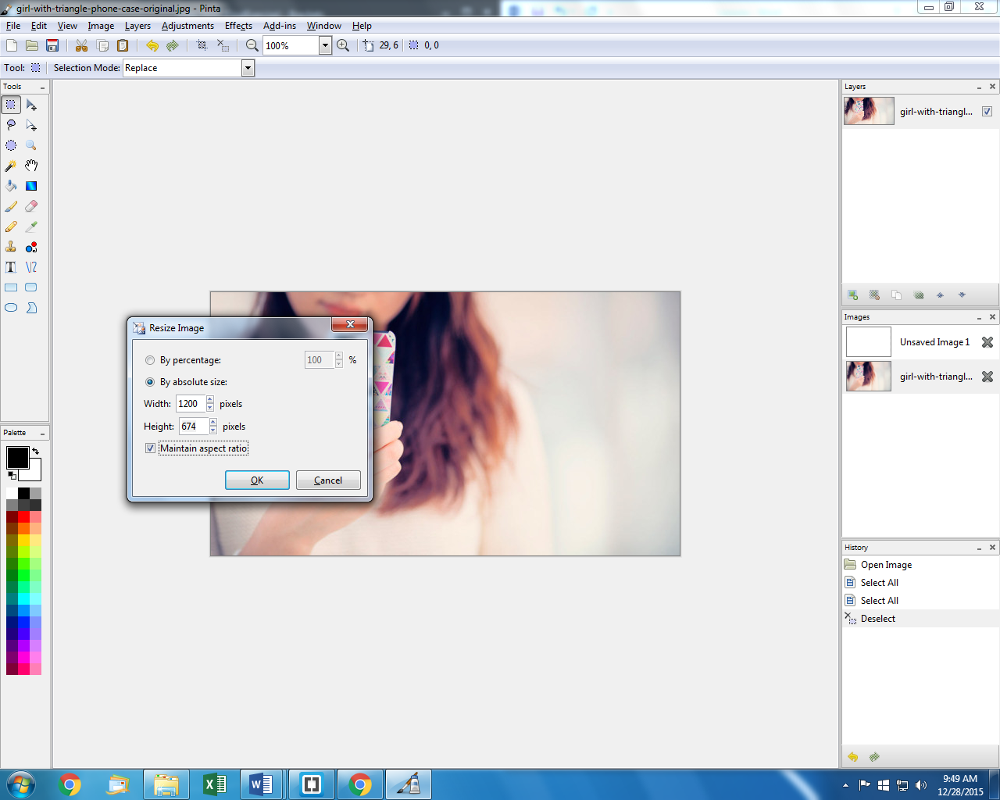 girl-with-triangle-phone-case-original.jpg - Pinta
File Edit View Image Layers Adjustments Effects Add-ins Window Help
100% 29, 6 0, 0
Tool: Selection Mode: Replace
Tools
Layers
girl-with-triangl...
Images
Unsaved Image 1
girl-with-triangl...
Resize Image
By percentage: 100 %
By absolute size:
Width: 1200 pixels
Height: 674 pixels
Maintain aspect ratio
OK Cancel
Palette
History
Open Image
Select All
Select All
Deselect
9:49 AM
12/28/2015